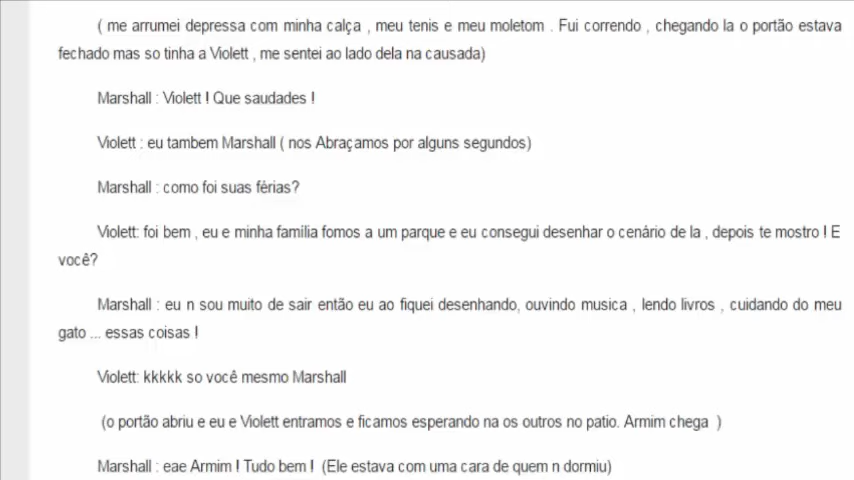 ( me arrumei depressa com minha calça , meu tenis e meu moletom . Fui correndo , chegando la o portão estava
fechado mas so tinha a Violett , me sentei ao lado dela na causada)
Marshall : Violett ! Que saudades !
Violett : eu tambem Marshall ( nos Abraçamos por alguns segundos)
Marshall : como foi suas férias?
Violett: foi bem , eu e minha família fomos a um parque e eu consegui desenhar o cenário de la , depois te mostro ! E
você?
Marshall : eu n sou muito de sair então eu ao fiquei desenhando, ouvindo musica , lendo livros , cuidando do meu
gato ... essas coisas !
Violett: kkkkk so você mesmo Marshall
(o portão abriu e eu e Violett entramos e ficamos esperando na os outros no patio. Armim chega )
Marshall : eae Armim ! Tudo bem ! (Ele estava com uma cara de quem n dormiu)